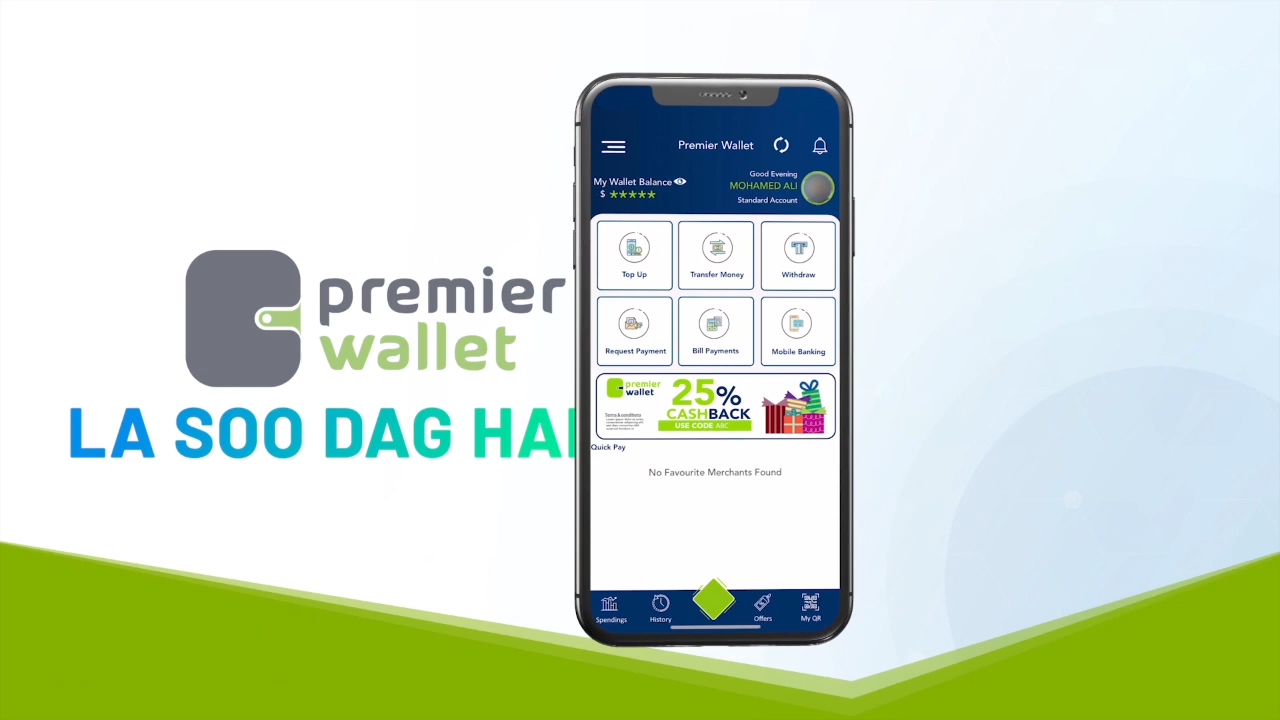 premier
wallet
LA SOO DAG HA
Premier Wallet
My Wallet Balance
$ *****
Good Evening
MOHAMED ALI
Standard Account
Top Up
Transfer Money
Withdraw
Request Payment
Bill Payments
Mobile Banking
premier
wallet
Terms & conditions
25%
CASHBACK
USE CODE ABC
Quick Pay
No Favourite Merchants Found
Spendings
History
Offers
My QR